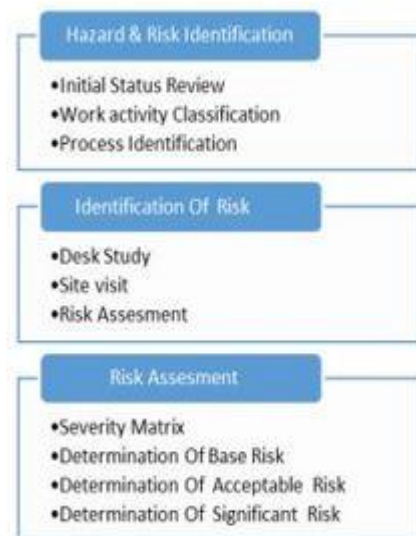 Hazard & Risk Identification
•Initial Status Review
•Work activity Classification
•Process Identification
Identification Of Risk
•Desk Study
•Site visit
•Risk Assesment
Risk Assesment
•Severity Matrix
•Determination Of Base Risk
•Determination Of Acceptable Risk
•Determination Of Significant Risk